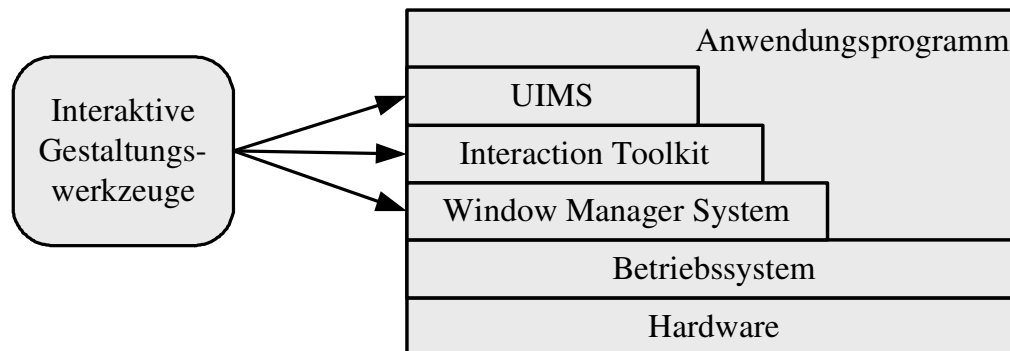 Interaktive
Gestaltungs-
werkzeuge
Anwendungsprogramm
UIMS
Interaction Toolkit
Window Manager System
Betriebssystem
Hardware